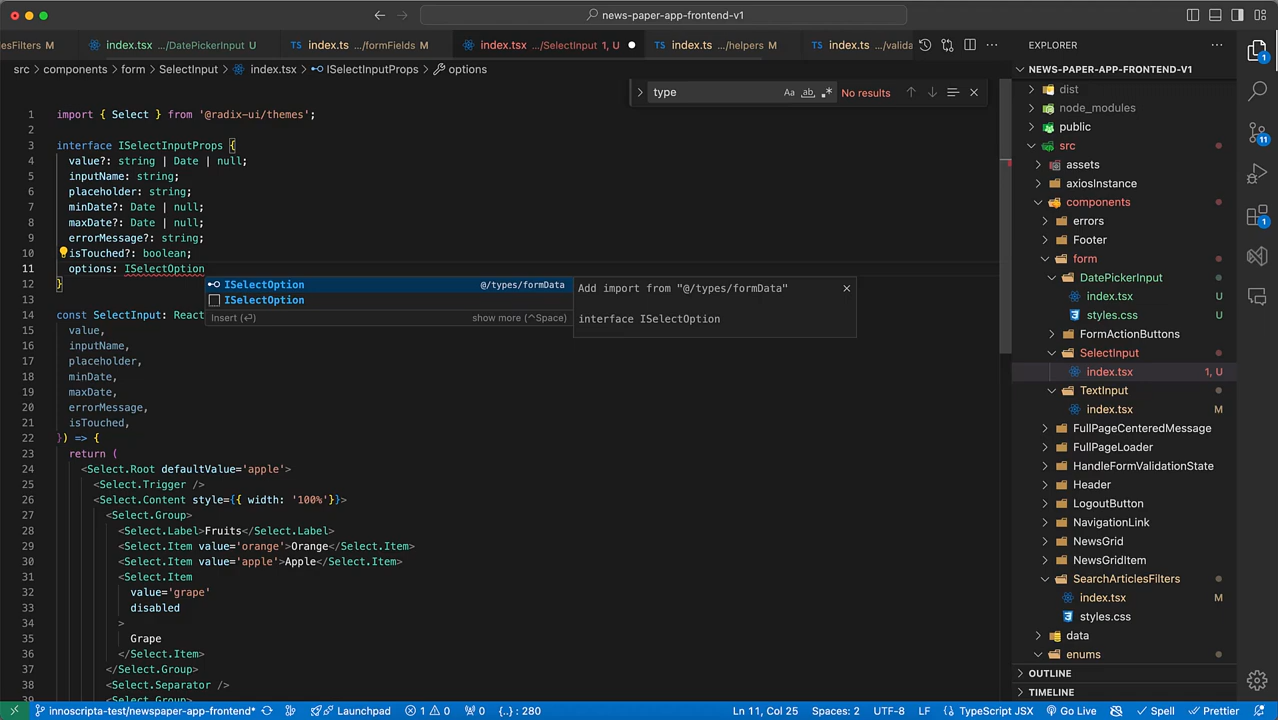 news-paper-app-frontend-v1
esFilters M
index.tsx .../DatePickerInput U
TS index.ts .../formFields M
index.tsx .../SelectInput 1, U
TS index.ts .../helpers M
TS index.ts .../valida
EXPLORER
src > components > form > SelectInput > index.tsx > ISelectInputProps > options
NEWS-PAPER-APP-FRONTEND-V1
type
Aa ab .*
No results
1 import { Select } from '@radix-ui/themes';
2
3 interface ISelectInputProps {
4 value?: string | Date | null;
5 inputName: string;
6 placeholder: string;
7 minDate?: Date | null;
8 maxDate?: Date | null;
9 errorMessage?: string;
10 isTouched?: boolean;
11 options: ISelectOption
12 }
ISelectOption @/types/formData
ISelectOption
Insert (⏎) show more (^Space)
Add import from "@/types/formData"
interface ISelectOption
13
14 const SelectInput: React
15 value,
16 inputName,
17 placeholder,
18 minDate,
19 maxDate,
20 errorMessage,
21 isTouched,
22 }) => {
23 return (
24 <Select.Root defaultValue='apple'>
25 <Select.Trigger />
26 <Select.Content style={{ width: '100%'}}>
27 <Select.Group>
28 <Select.Label>Fruits</Select.Label>
29 <Select.Item value='orange'>Orange</Select.Item>
30 <Select.Item value='apple'>Apple</Select.Item>
31 <Select.Item
32 value='grape'
33 disabled
34 >
35 Grape
36 </Select.Item>
37 </Select.Group>
38 <Select.Separator />
39 <Select.Group>
dist
node_modules
public
src
assets
axiosInstance
components
errors
Footer
form
DatePickerInput
index.tsx U
styles.css U
FormActionButtons
SelectInput
index.tsx 1, U
TextInput
index.tsx M
FullPageCenteredMessage
FullPageLoader
HandleFormValidationState
Header
LogoutButton
NavigationLink
NewsGrid
NewsGridItem
SearchArticlesFilters
index.tsx M
styles.css U
data
enums
OUTLINE
TIMELINE
1
11
1
innoscripta-test/newspaper-app-frontend*
Launchpad
1 0
0
{..} : 280
Ln 11, Col 25
Spaces: 2
UTF-8
LF
{} TypeScript JSX
Go Live
Spell
Prettier